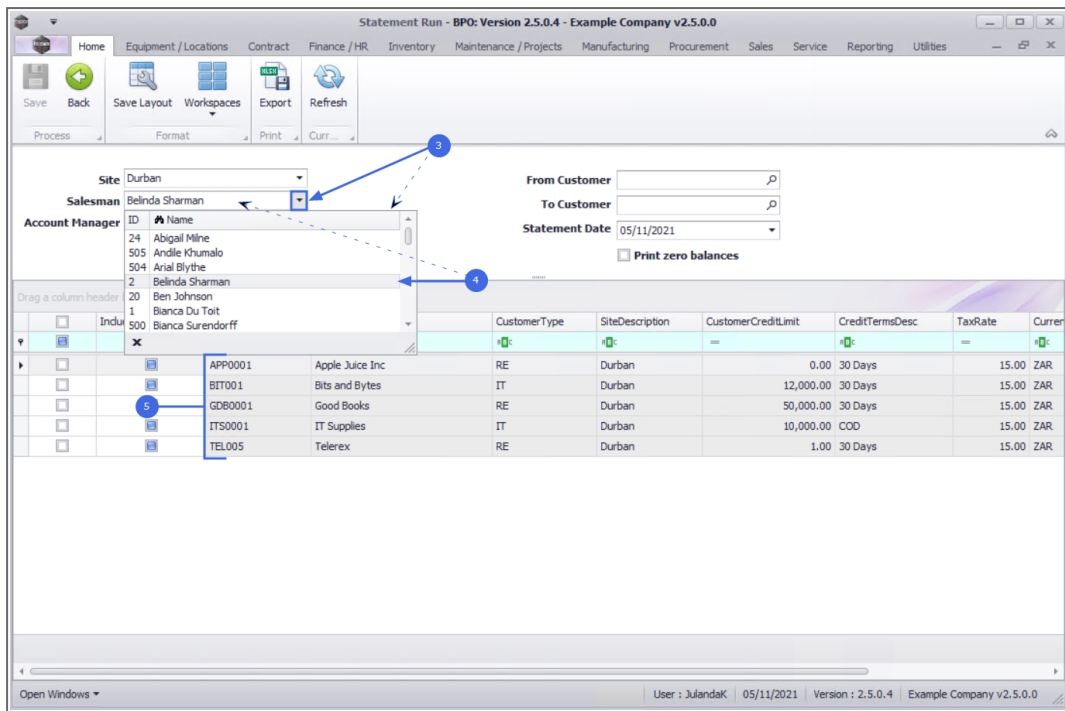 Statement Run - BPO: Version 2.5.0.4 - Example Company v2.5.0.0
Home Equipment / Locations Contract Finance / HR Inventory Maintenance / Projects Manufacturing Procurement Sales Service Reporting Utilities
Save Back Save Layout Workspaces Export Refresh
Process Format Print Curr...
3
Site Durban From Customer
Salesman Belinda Sharman To Customer
Account Manager ID Name Statement Date 05/11/2021
24 Abigail Milne
505 Andile Khumalo Print zero balances
504 Arial Blythe
2 Belinda Sharman 4
Drag a column header 20 Ben Johnson
1 Bianca Du Toit
Inclu 500 Bianca Surendorff CustomerType SiteDescription CustomerCreditLimit CreditTermsDesc TaxRate Curren
APP0001 Apple Juice Inc RE Durban 0.00 30 Days 15.00 ZAR
BIT001 Bits and Bytes IT Durban 12,000.00 30 Days 15.00 ZAR
5 GDB0001 Good Books RE Durban 50,000.00 30 Days 15.00 ZAR
ITS0001 IT Supplies IT Durban 10,000.00 COD 15.00 ZAR
TEL005 Telerex RE Durban 1.00 30 Days 15.00 ZAR
Open Windows User : JulandaK 05/11/2021 Version : 2.5.0.4 Example Company v2.5.0.0